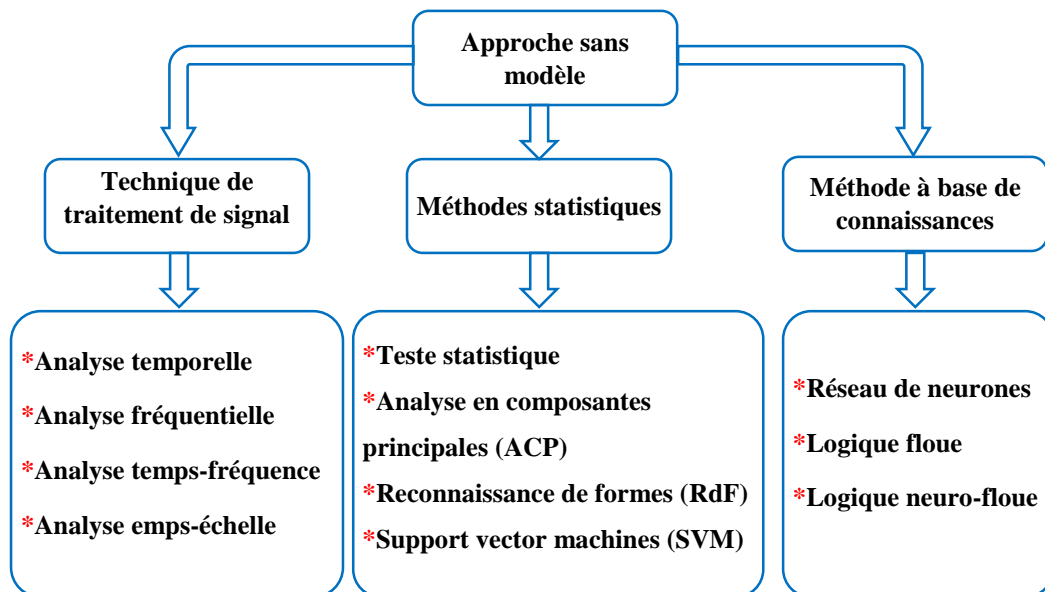 Approche sans
modèle
Technique de
traitement de signal
Méthodes statistiques
Méthode à base de
connaissances
*Analyse temporelle
*Analyse fréquentielle
*Analyse temps-fréquence
*Analyse emps-échelle
*Teste statistique
*Analyse en composantes
principales (ACP)
*Reconnaissance de formes (RdF)
*Support vector machines (SVM)
*Réseau de neurones
*Logique floue
*Logique neuro-floue